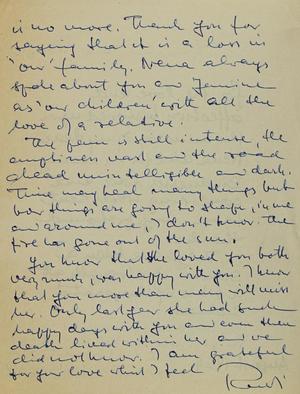 is no more. Thank you for
saying that it is a loss in
'our' family. Nena always
spoke about you and Jemine
as 'our children' with all the
love of a relative.
The pain is still intense, the
emptiness vast and the road
ahead unintelligible and dark.
Time may heal many things but
how things are going to shape, in me
and around me, I don't know. The
fire has gone out of the sun.
You know that she loved you both
very much, was happy with you. I know
that you more than many will miss
her. Only last year she had such
happy days with you and even then
death lived within her and we
did not know. I am grateful
for your love which I feel